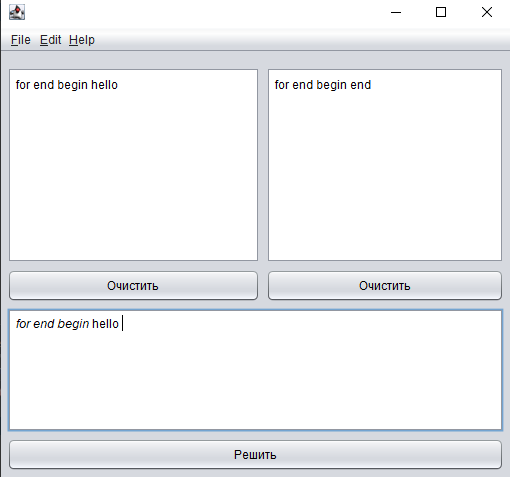 File Edit Help
for end begin hello
for end begin end
Очистить
Очистить
for end begin hello
Решить